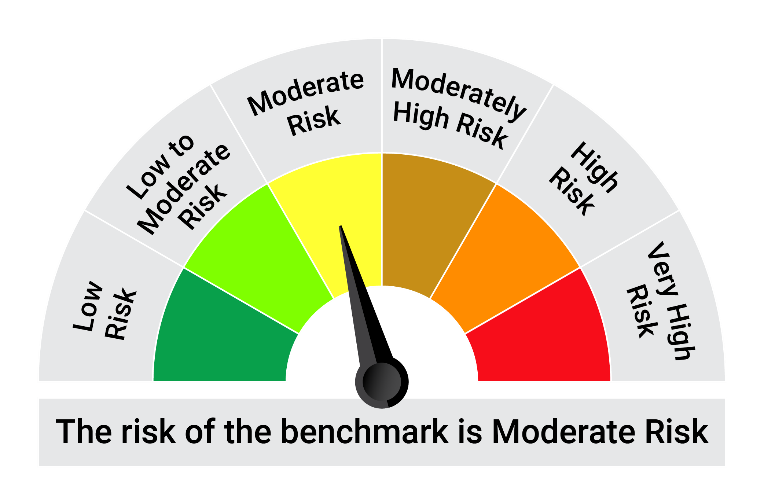 Low
Risk
Low to
Moderate
Risk
Moderate
Risk
Moderately
High Risk
High
Risk
Very High
Risk
The risk of the benchmark is Moderate Risk